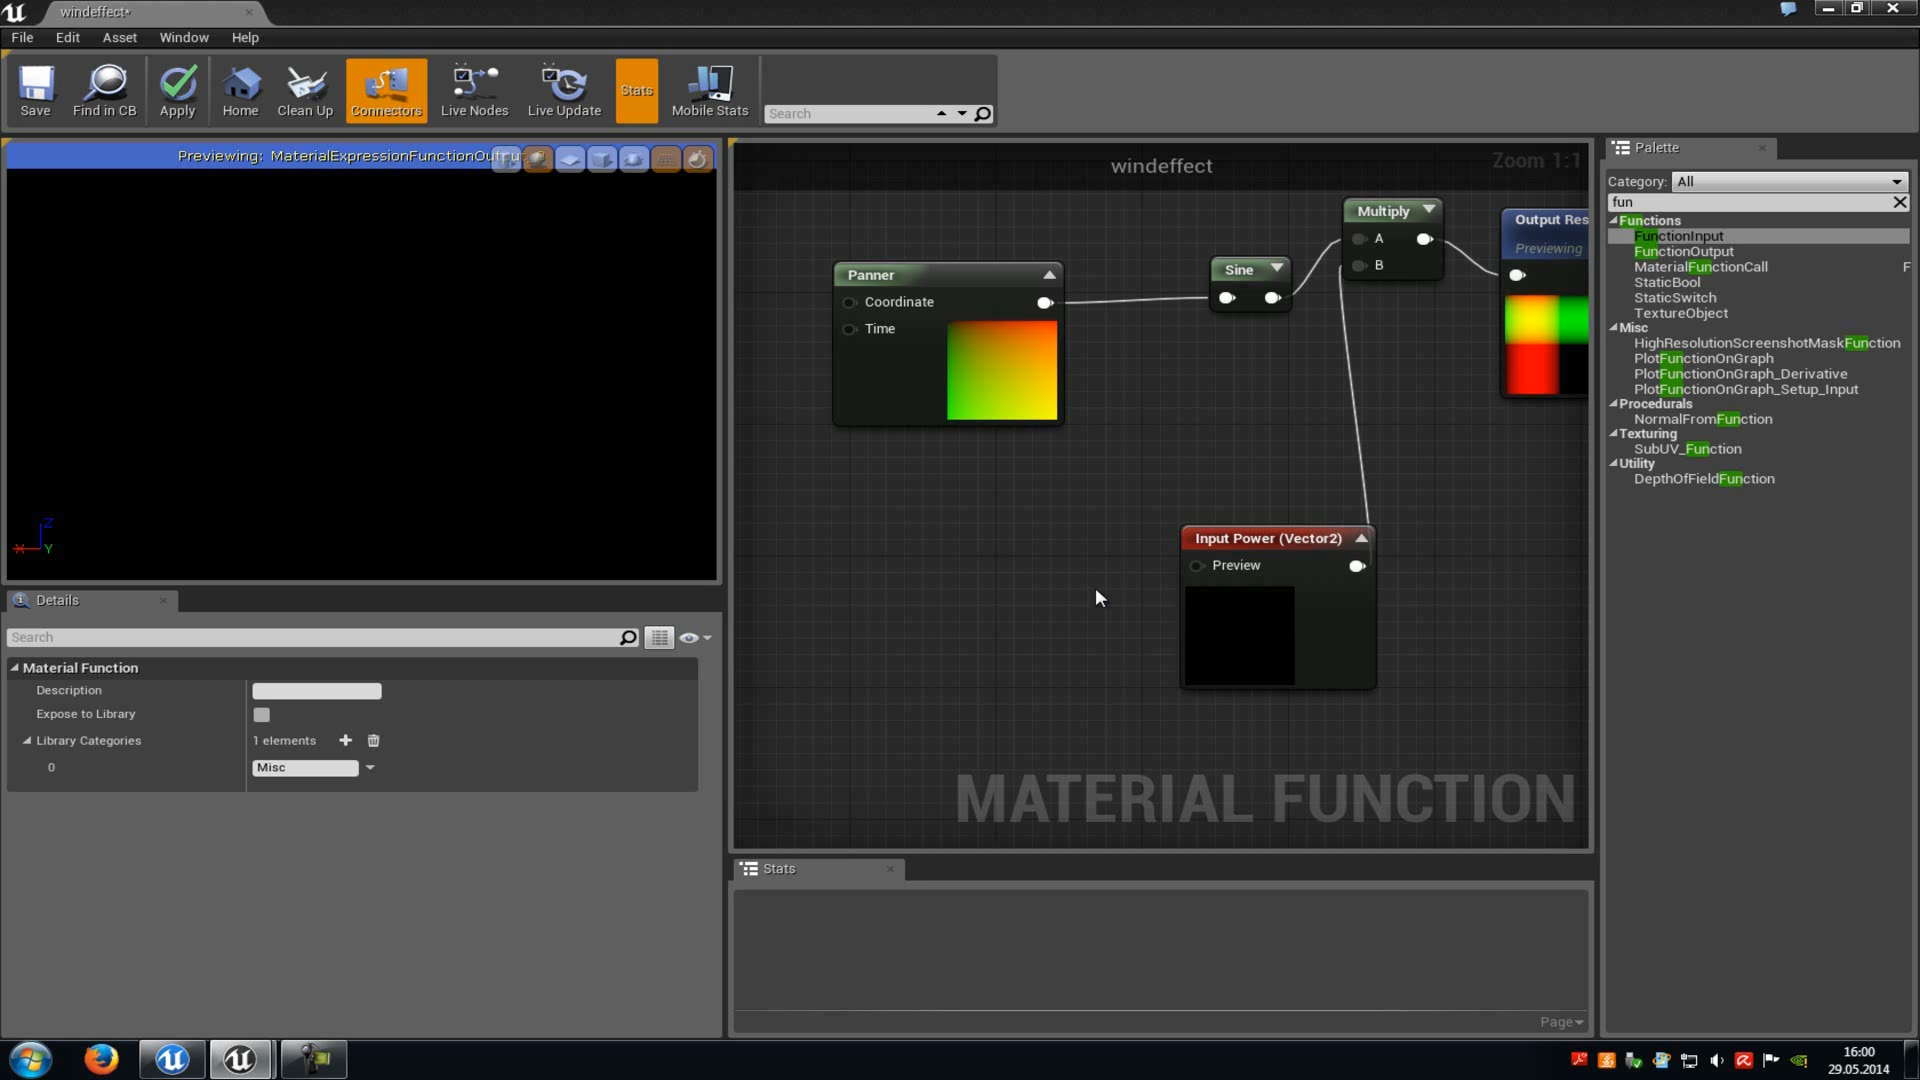 windeffect*
File Edit Asset Window Help
Save Find in CB Apply Home Clean Up Connectors Live Nodes Live Update Stats Mobile Stats Search
Previewing: MaterialExpressionFunctionOutpu
Z
X Y
windeffect
Zoom 1:1
Panner
Coordinate
Time
Sine
Multiply
A
B
Output Res
Previewing
Input Power (Vector2)
Preview
MATERIAL FUNCTION
Palette
Category: All
fun
Functions
FunctionInput
FunctionOutput
MaterialFunctionCall F
StaticBool
StaticSwitch
TextureObject
Misc
HighResolutionScreenshotMaskFunction
PlotFunctionOnGraph
PlotFunctionOnGraph_Derivative
PlotFunctionOnGraph_Setup_Input
Procedurals
NormalFromFunction
Texturing
SubUV_Function
Utility
DepthOfFieldFunction
Details
Search
Material Function
Description
Expose to Library
Library Categories 1 elements
0 Misc
Stats
Page
16:00
29.05.2014